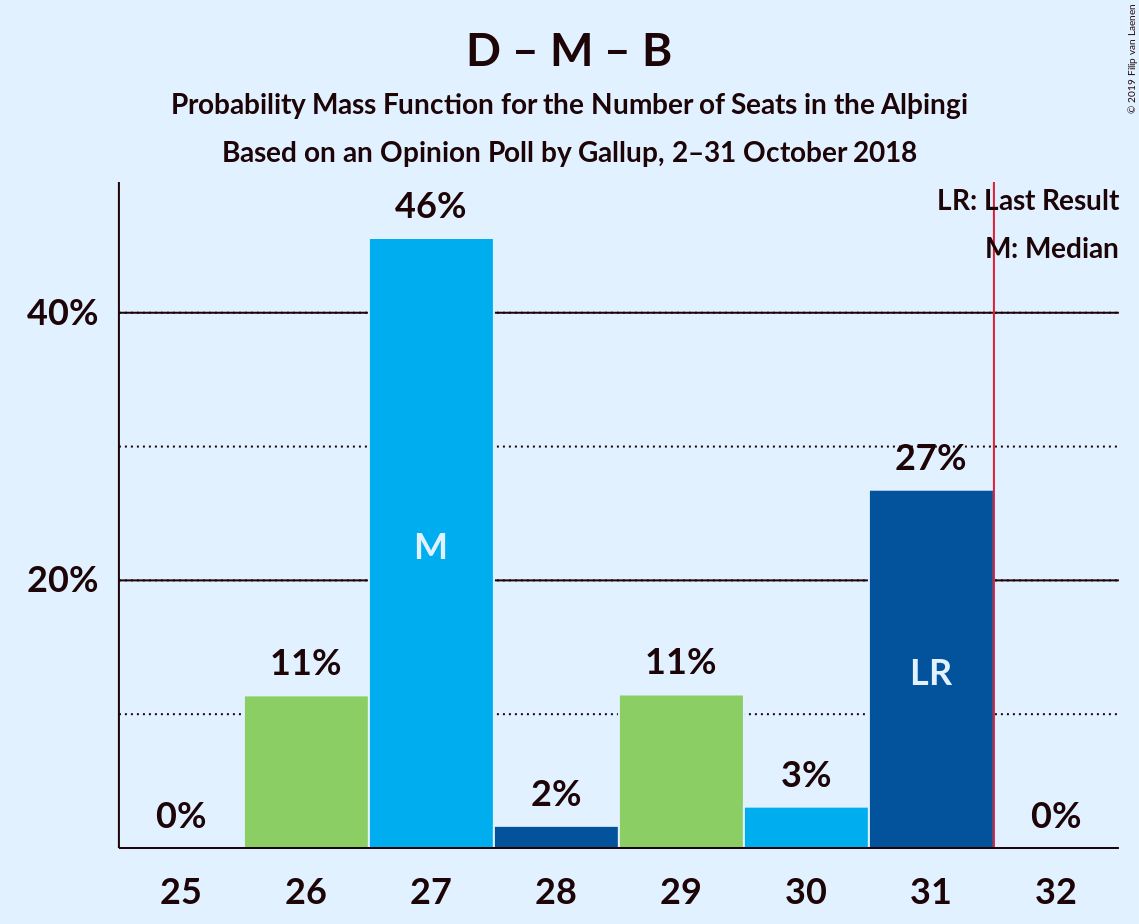 D – M – B
Probability Mass Function for the Number of Seats in the Alþingi
Based on an Opinion Poll by Gallup, 2–31 October 2018
© 2019 Filip van Laenen
LR: Last Result
M: Median
40%
20%
0%
11%
46%
2%
11%
3%
27%
0%
M
LR
25 26 27 28 29 30 31 32